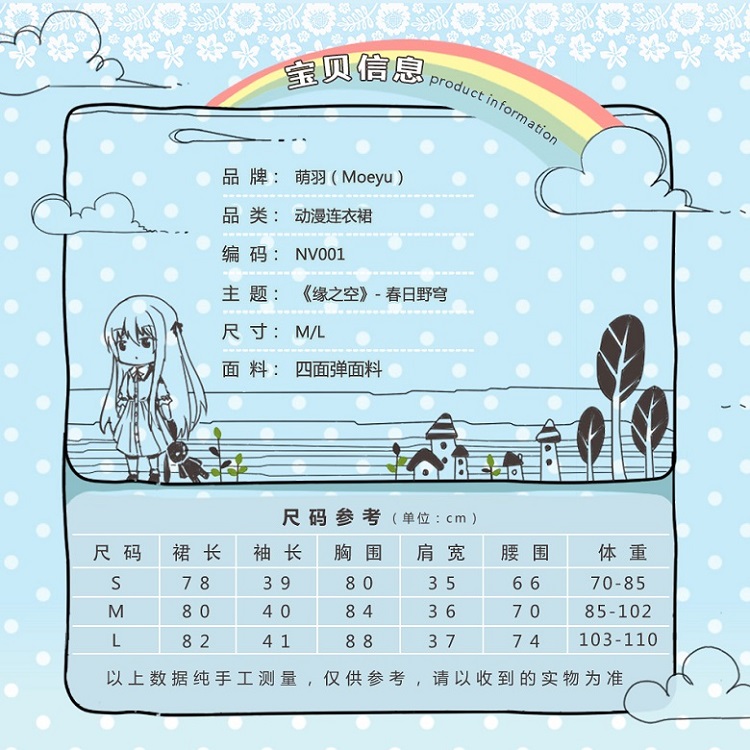 宝贝信息 product information
品 牌： 萌羽（Moeyu）
品 类： 动漫连衣裙
编 码： NV001
主 题： 《缘之空》- 春日野穹
尺 寸： M/L
面 料： 四面弹面料
尺码参考（单位：cm）
尺码 裙长 袖长 胸围 肩宽 腰围 体重
S 78 39 80 35 66 70-85
M 80 40 84 36 70 85-102
L 82 41 88 37 74 103-110
以上数据纯手工测量，仅供参考，请以收到的实物为准